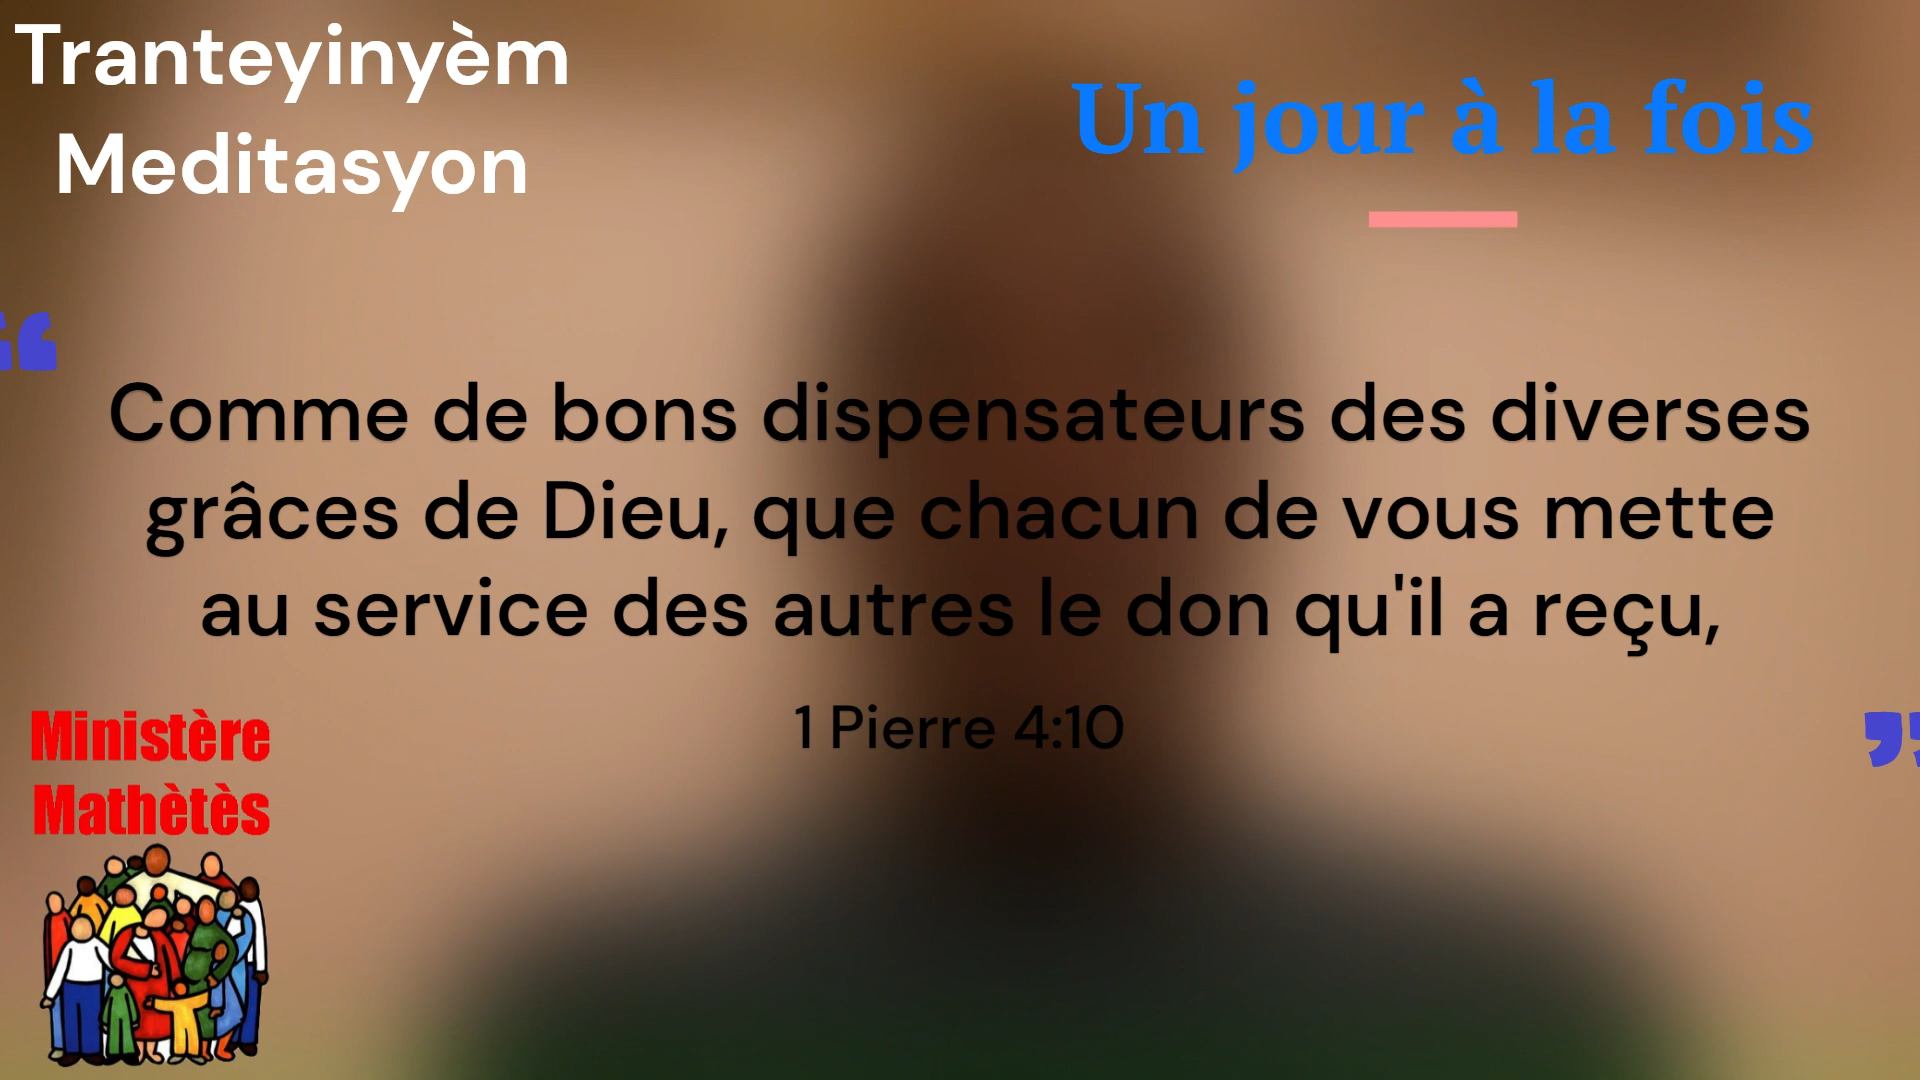 Tranteyinyèm
Meditasyon
Un jour à la fois
“
Comme de bons dispensateurs des diverses
grâces de Dieu, que chacun de vous mette
au service des autres le don qu'il a reçu,
1 Pierre 4:10
”
Ministère
Mathètès